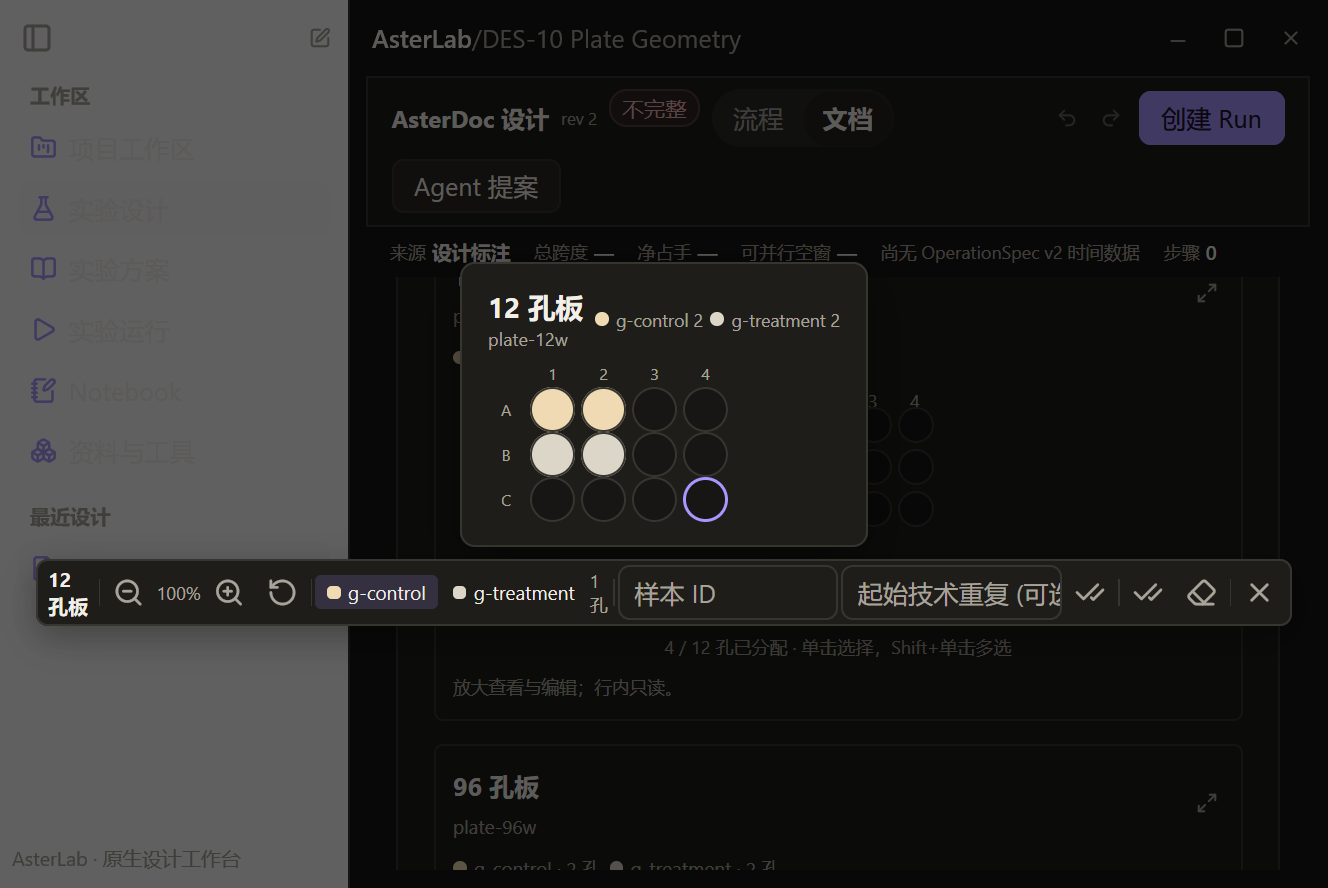 AsterLab/DES-10 Plate Geometry
工作区
项目工作区
实验设计
实验方案
实验运行
Notebook
资料与工具
最近设计
AsterLab · 原生设计工作台
AsterDoc 设计 rev 2 不完整 流程 文档 创建 Run
Agent 提案
来源 设计标注 总跨度 — 净占手 — 可并行空窗 — 尚无 OperationSpec v2 时间数据 步骤 0
12 孔板 g-control 2 g-treatment 2
plate-12w
1 2 3 4
3 4
A
B
C
12 孔板 100% g-control g-treatment 1 孔 样本 ID 起始技术重复 (可选
4 / 12 孔已分配 · 单击选择，Shift+单击多选
放大查看与编辑；行内只读。
96 孔板
plate-96w
g-control · 2 孔 g-treatment · 2 孔